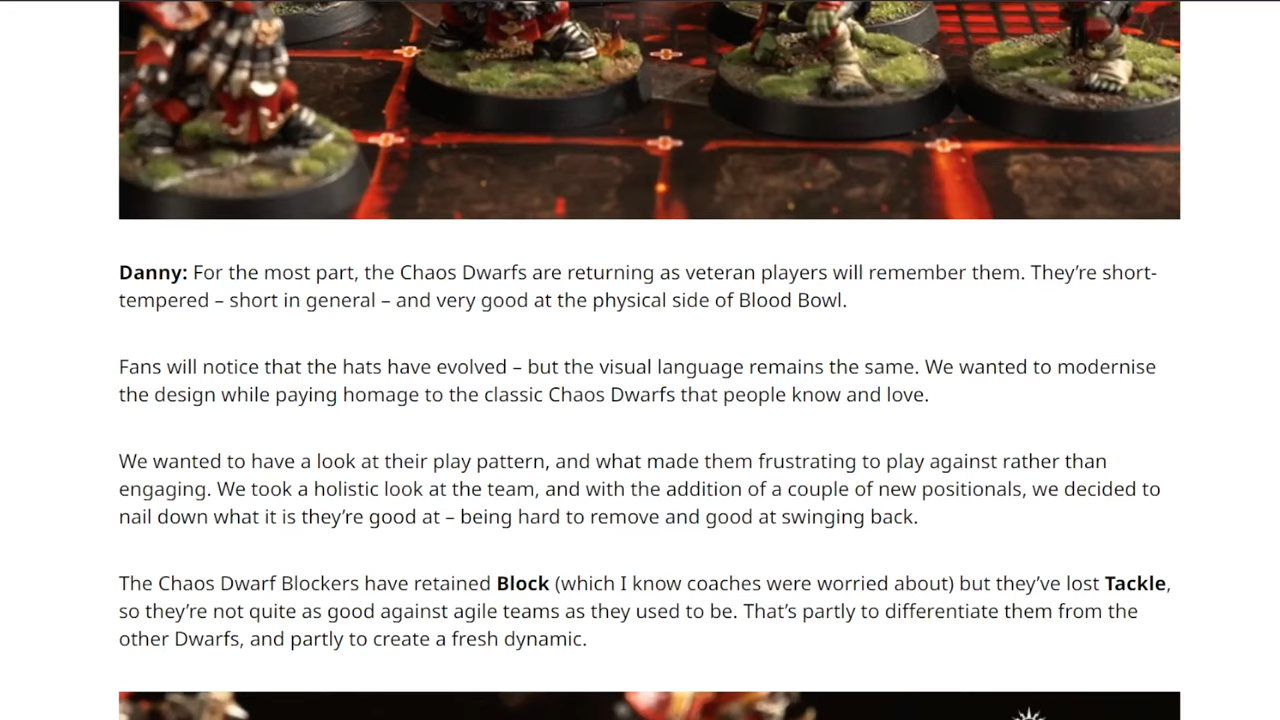 Danny: For the most part, the Chaos Dwarfs are returning as veteran players will remember them. They’re short-
tempered – short in general – and very good at the physical side of Blood Bowl.
Fans will notice that the hats have evolved – but the visual language remains the same. We wanted to modernise
the design while paying homage to the classic Chaos Dwarfs that people know and love.
We wanted to have a look at their play pattern, and what made them frustrating to play against rather than
engaging. We took a holistic look at the team, and with the addition of a couple of new positionals, we decided to
nail down what it is they’re good at – being hard to remove and good at swinging back.
The Chaos Dwarf Blockers have retained Block (which I know coaches were worried about) but they’ve lost Tackle,
so they’re not quite as good against agile teams as they used to be. That’s partly to differentiate them from the
other Dwarfs, and partly to create a fresh dynamic.